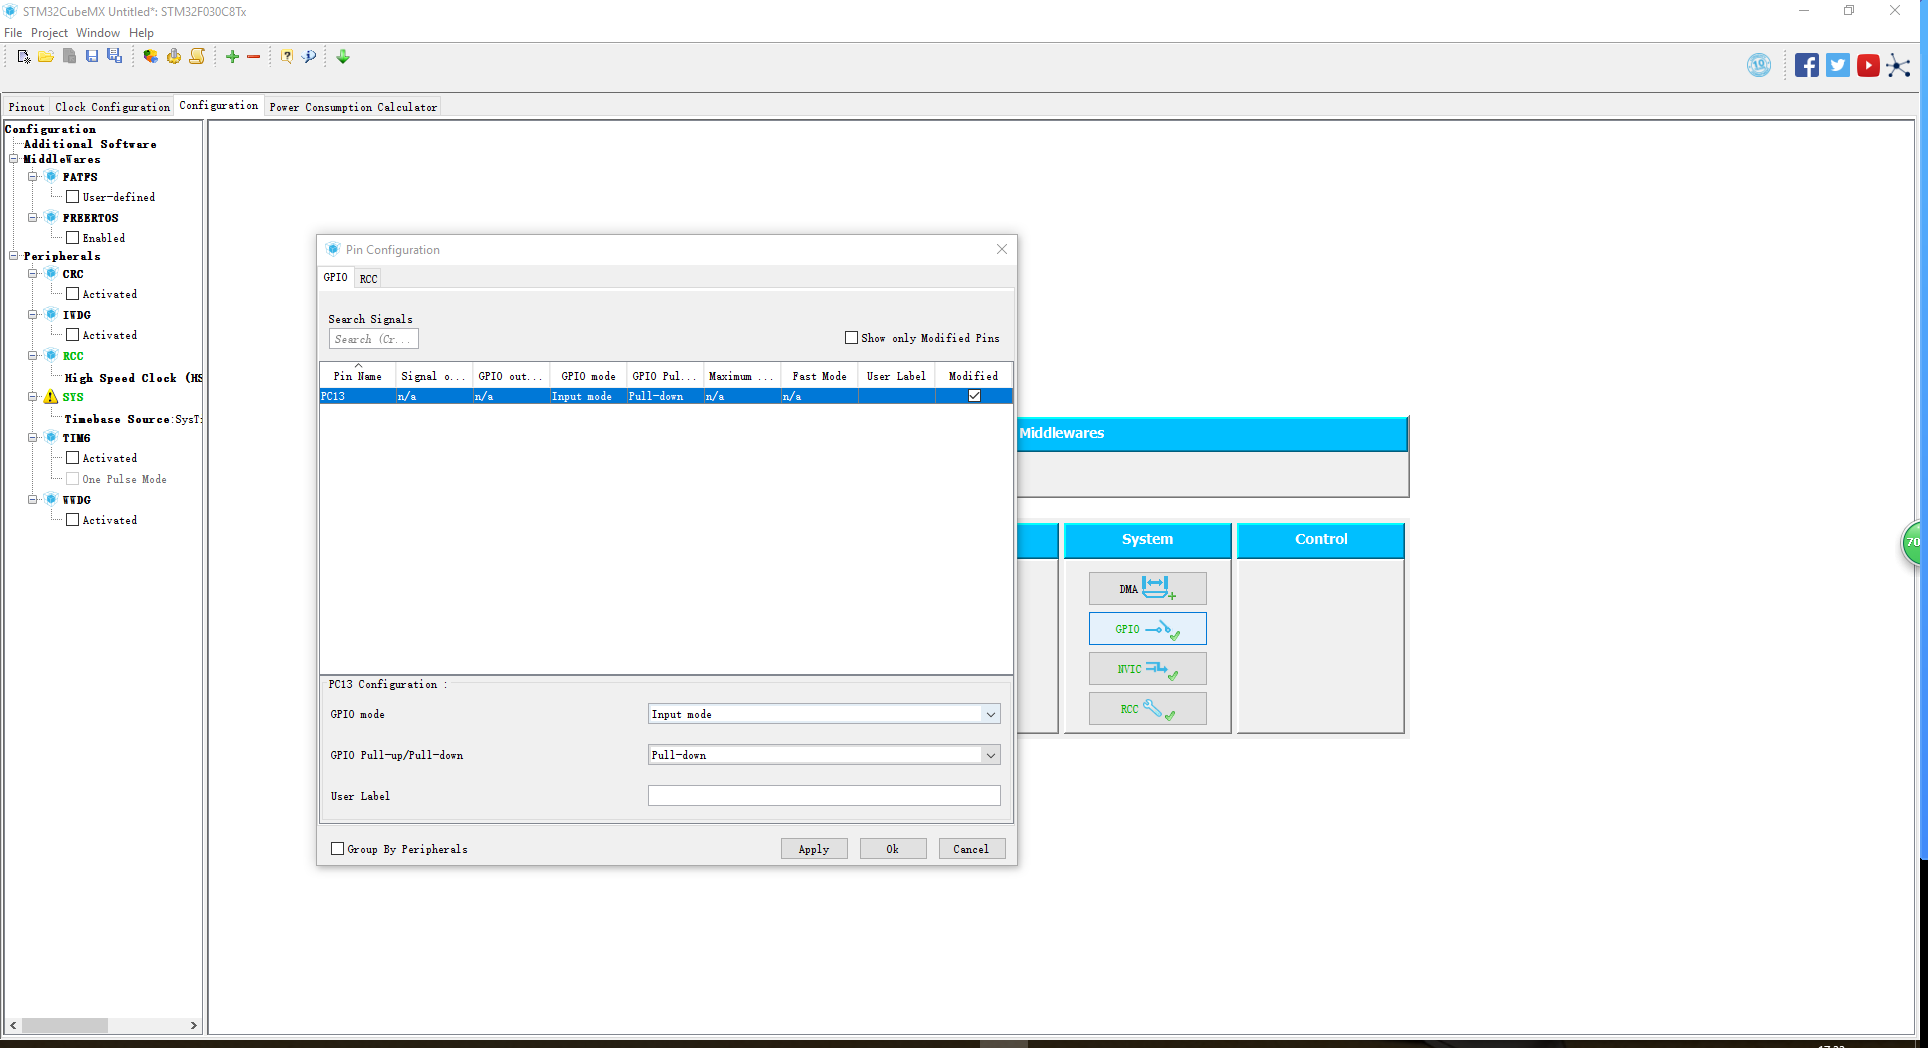 STM32CubeMX Untitled*: STM32F030C8Tx
File Project Window Help
10
Pinout Clock Configuration Configuration Power Consumption Calculator
Configuration
Additional Software
MiddleWares
FATFS
User-defined
FREERTOS
Enabled
Peripherals
CRC
Activated
IWDG
Activated
RCC
High Speed Clock (HS
SYS
Timebase Source:SysT
TIM6
Activated
One Pulse Mode
WWDG
Activated
Pin Configuration
GPIO RCC
Search Signals
Search (Cr...
Show only Modified Pins
Pin Name Signal o... GPIO out... GPIO mode GPIO Pul... Maximum ... Fast Mode User Label Modified
PC13 n/a n/a Input mode Pull-down n/a n/a
PC13 Configuration :
GPIO mode Input mode
GPIO Pull-up/Pull-down Pull-down
User Label
Group By Peripherals Apply Ok Cancel
Middlewares
System Control
DMA
GPIO
NVIC
RCC
70